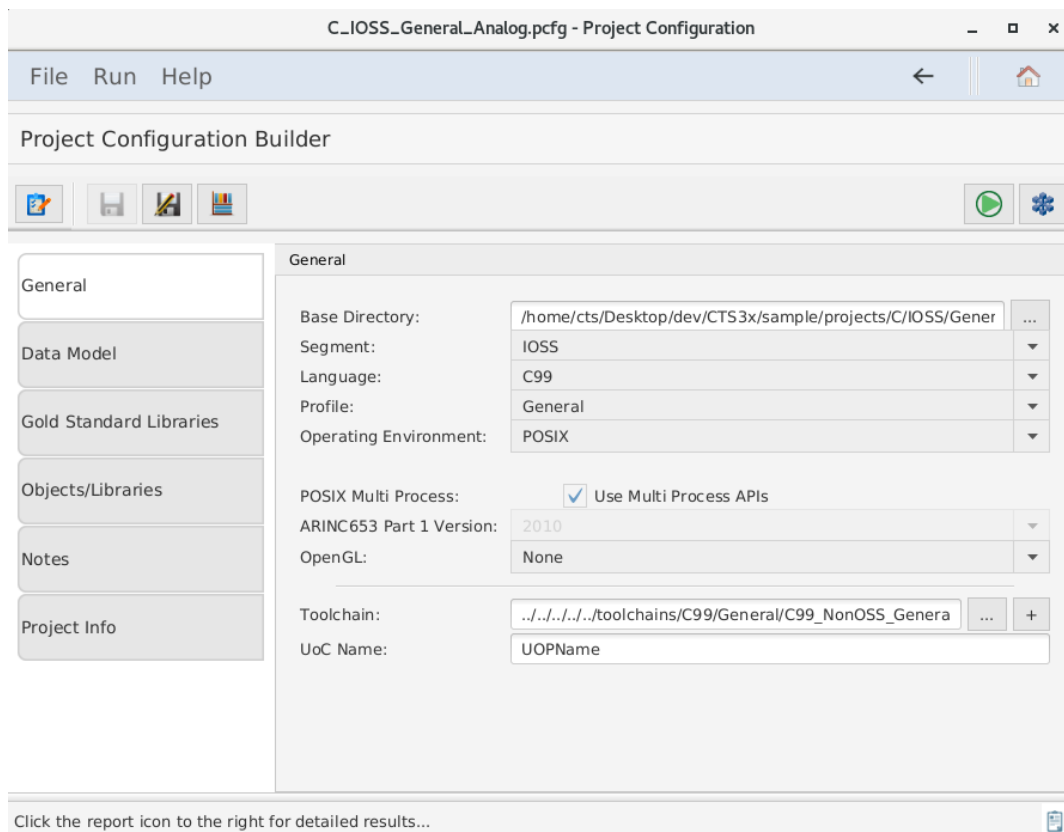 C_IOSS_General_Analog.pcfg - Project Configuration
File Run Help
Project Configuration Builder
General
Data Model
Gold Standard Libraries
Objects/Libraries
Notes
Project Info
General
Base Directory: /home/cts/Desktop/dev/CTS3x/sample/projects/C/IOSS/Gener ...
Segment: IOSS
Language: C99
Profile: General
Operating Environment: POSIX
POSIX Multi Process: Use Multi Process APIs
ARINC653 Part 1 Version: 2010
OpenGL: None
Toolchain: ../../../../../toolchains/C99/General/C99_NonOSS_Genera ... +
UoC Name: UOPName
Click the report icon to the right for detailed results...